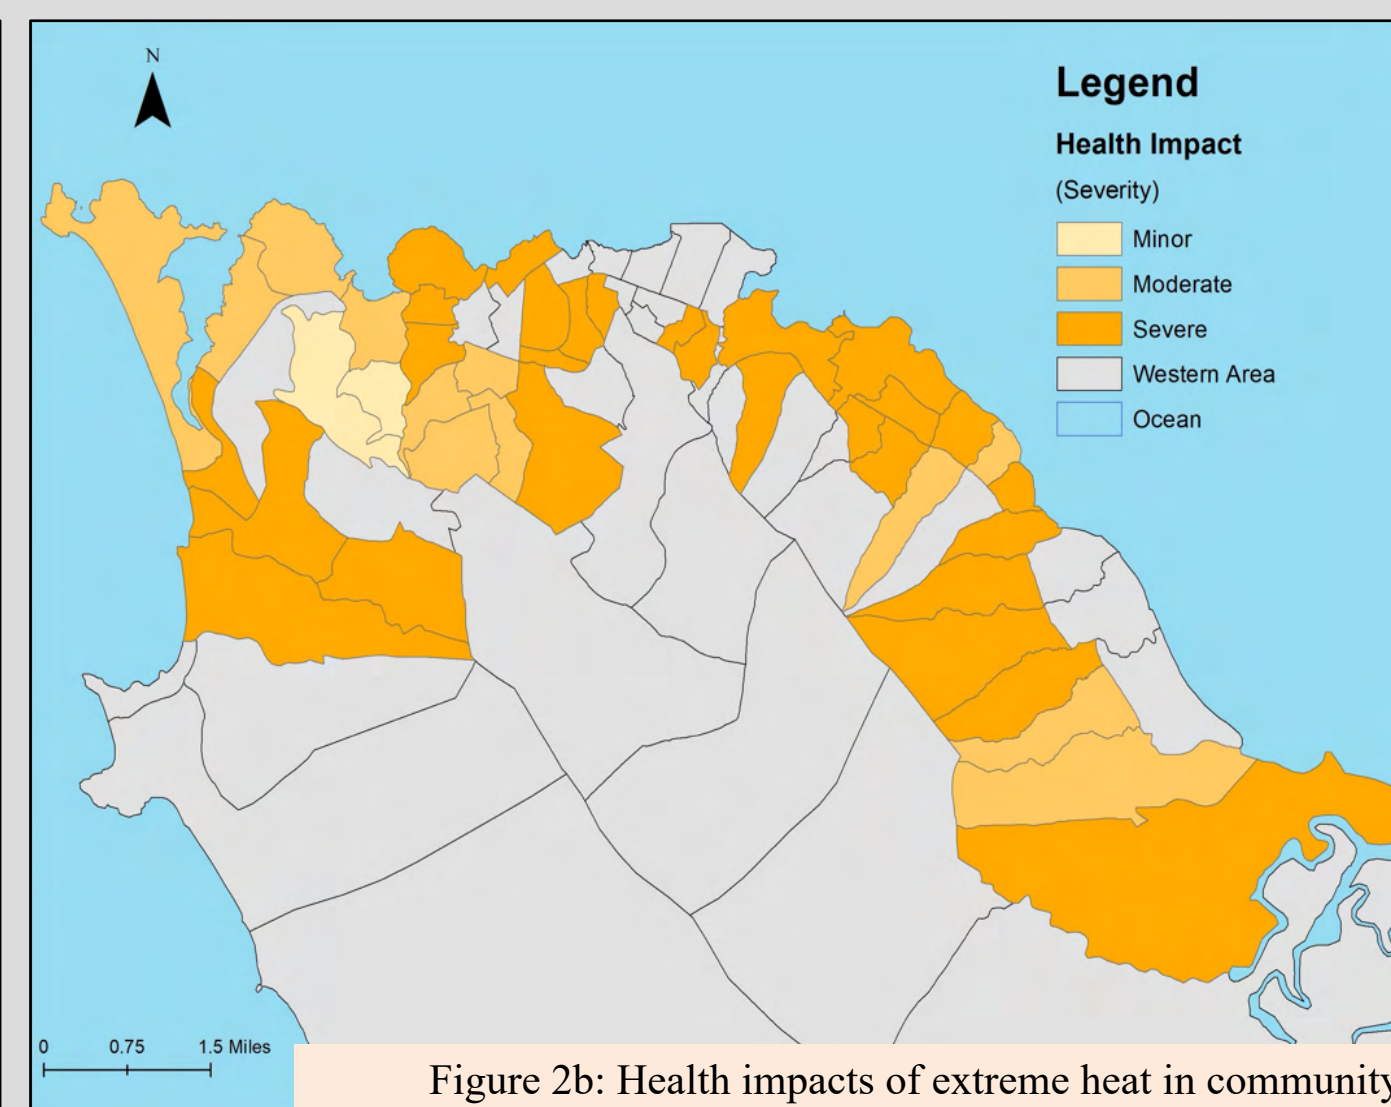 N
Legend
Health Impact
(Severity)
Minor
Moderate
Severe
Western Area
Ocean
0 0.75 1.5 Miles
Figure 2b: Health impacts of extreme heat in community